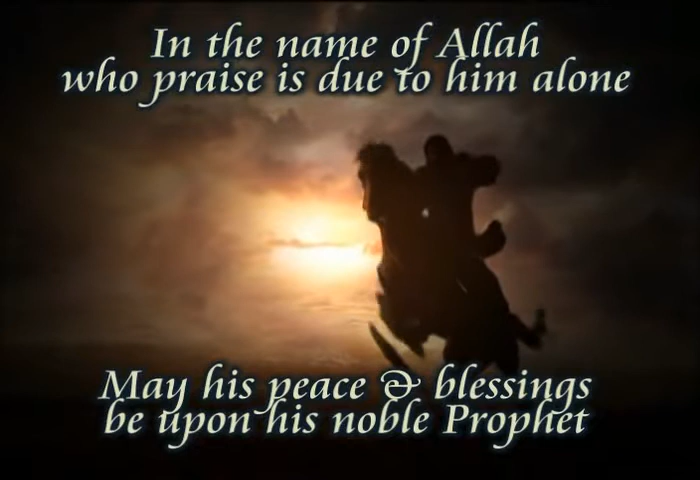 In the name of Allah
who praise is due to him alone
May his peace & blessings
be upon his noble Prophet